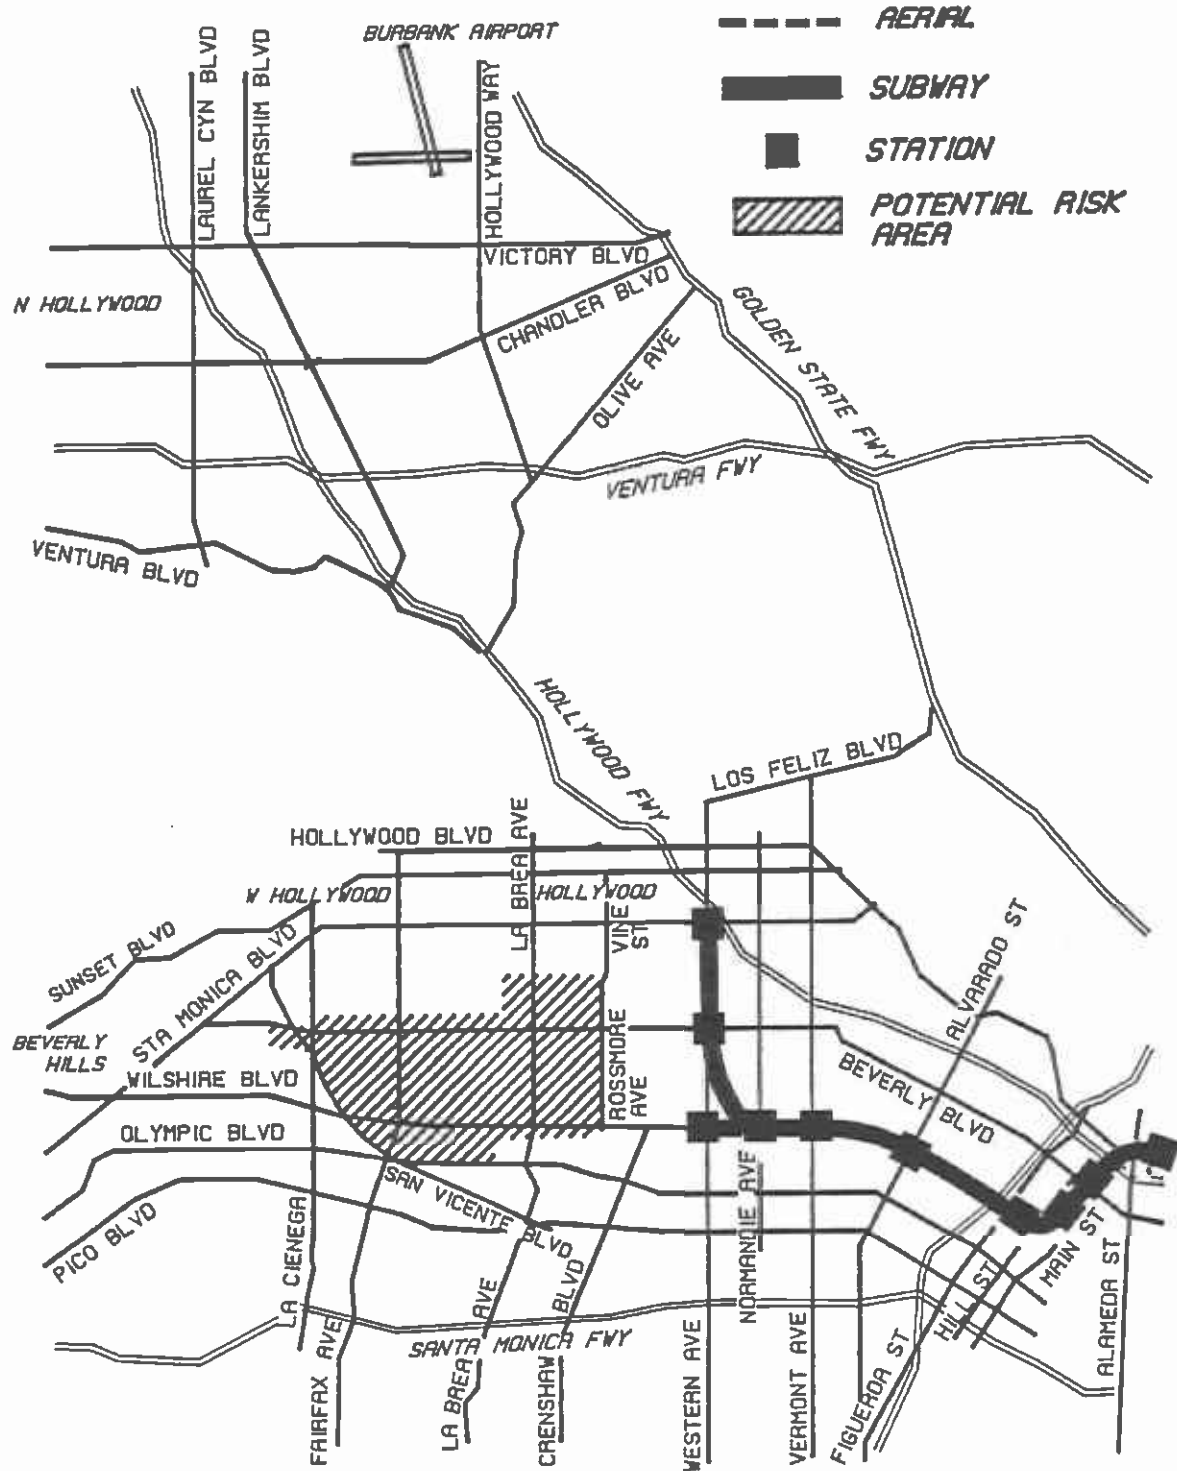 AERIAL
SUBWAY
STATION
POTENTIAL RISK
AREA
BURBANK AIRPORT
LAUREL CYN BLVD
LANKERSHIM BLVD
HOLLYWOOD WAY
VICTORY BLVD
N HOLLYWOOD
CHANDLER BLVD
GOLDEN STATE FWY
OLIVE AVE
VENTURA FWY
VENTURA BLVD
HOLLYWOOD FWY
LOS FELIZ BLVD
HOLLYWOOD BLVD
LA BREA AVE
W HOLLYWOOD
HOLLYWOOD
VINE
ST
SUNSET BLVD
STA MONICA BLVD
ALVARADO ST
BEVERLY
HILLS
WILSHIRE BLVD
ROSSMORE
AVE
BEVERLY BLVD
OLYMPIC BLVD
SAN VICENTE BLVD
PICO BLVD
LA CIENEGA
NORMANDIE AVE
MAIN ST
HILL ST
ALAMEDA ST
SANTA MONICA FWY
FAIRFAX AVE
LA BREA AVE
CRENSHAW BLVD
WESTERN AVE
VERMONT AVE
FIGUEROA ST